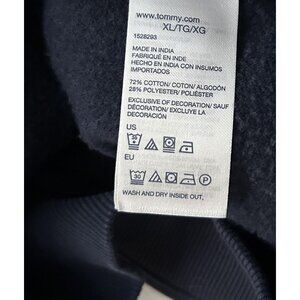 www.tommy.com
XL/TG/XG
1528293
MADE IN INDIA
FABRIQUÉ EN INDE
HECHO EN INDIA CON INSUMOS
IMPORTADOS
72% COTTON/ COTON/ ALGODÓN
28% POLYESTER/ POLIÉSTER
EXCLUSIVE OF DECORATION/ SAUF
DÉCORATION/ EXCLUYE LA
DECORACIÓN
US
EU
30
P
WASH AND DRY INSIDE OUT,